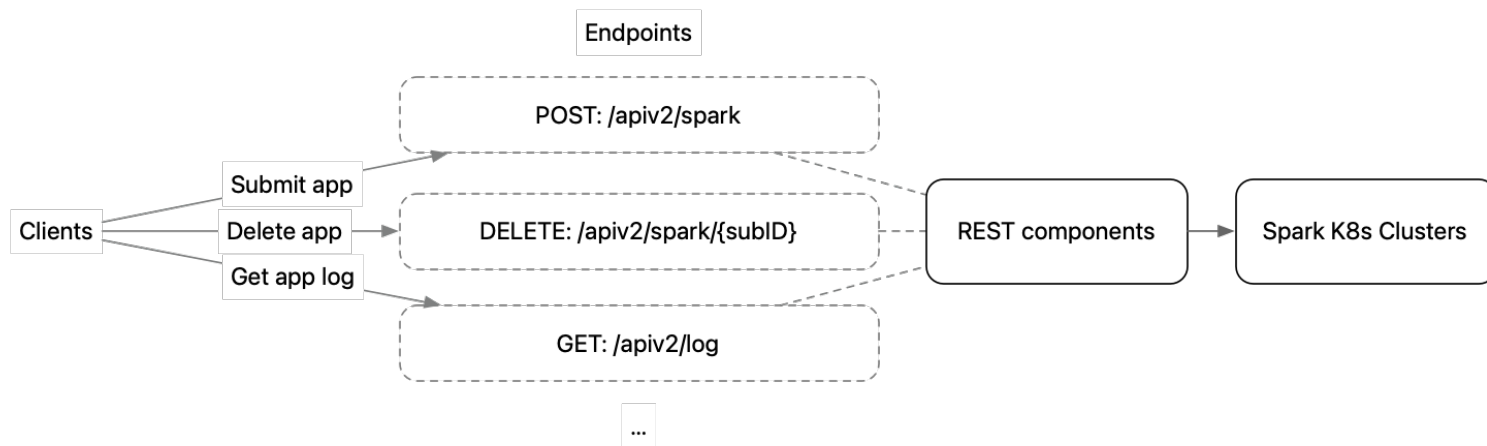 Endpoints
POST: /apiv2/spark
Submit app
Clients
Delete app
DELETE: /apiv2/spark/{subID}
REST components
Spark K8s Clusters
Get app log
GET: /apiv2/log
...